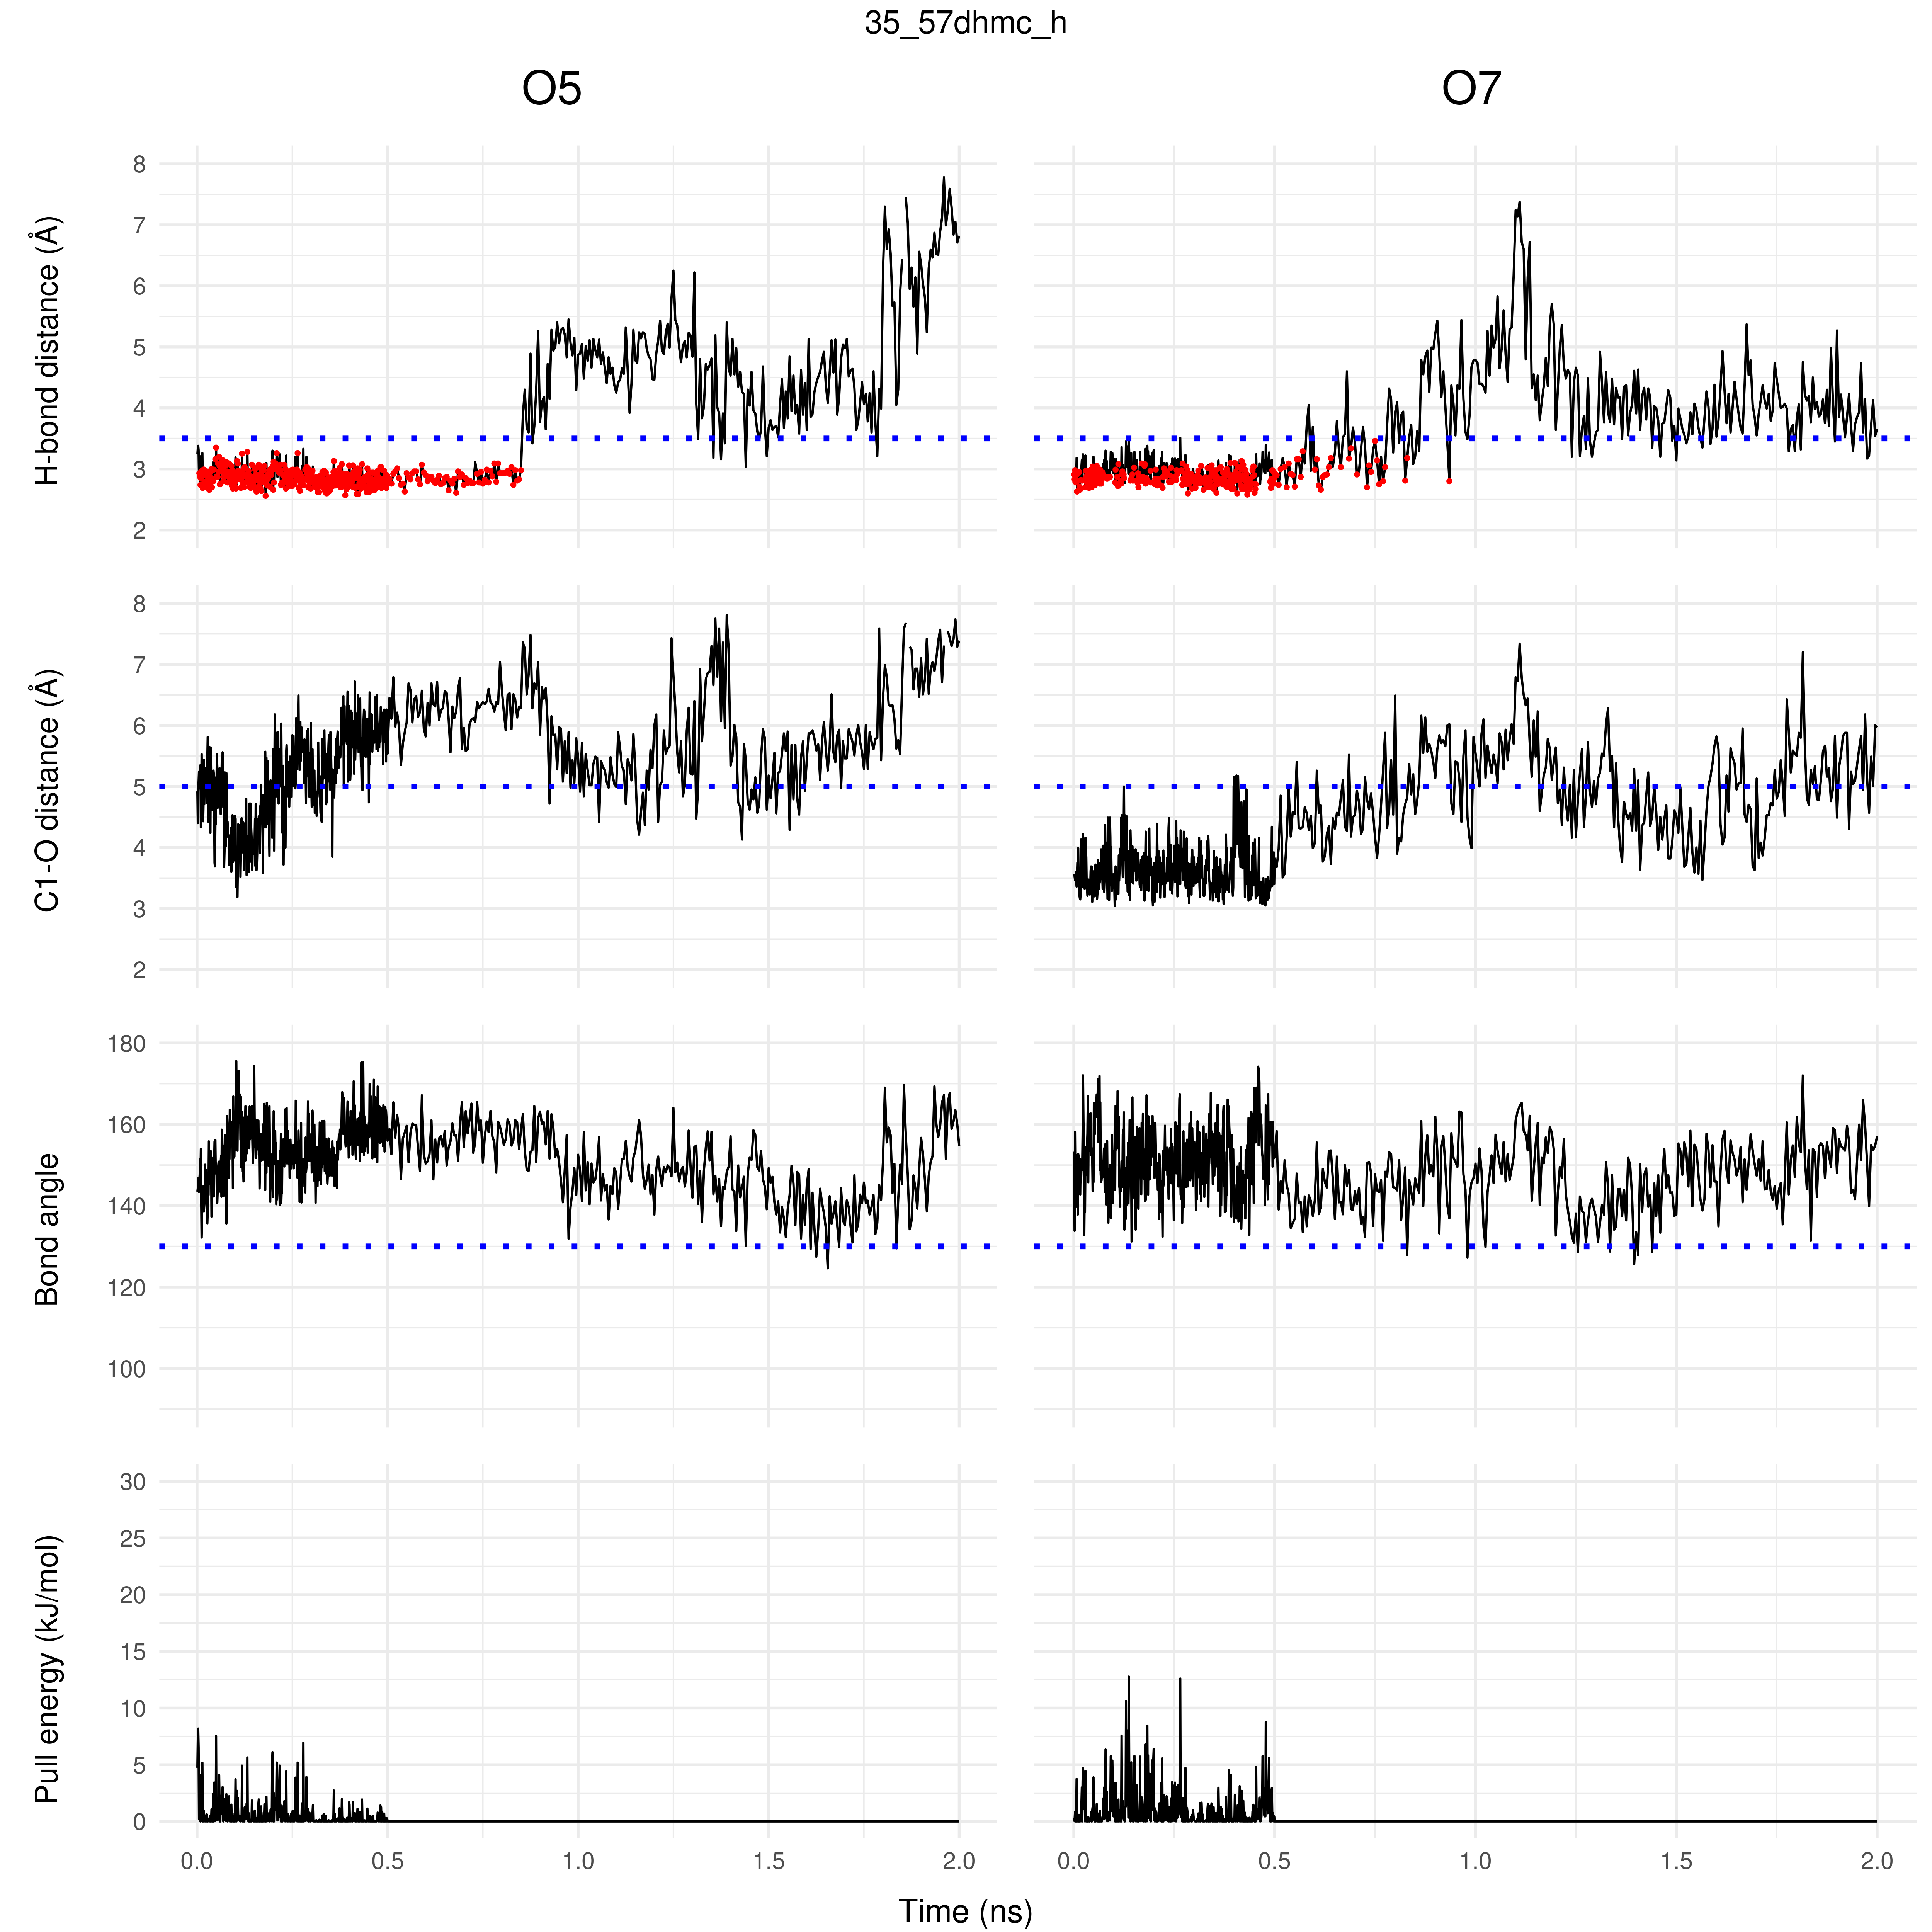 35_57dhmc_h
O5
O7
H-bond distance (Å)
8
7
6
5
4
3
2
C1-O distance (Å)
8
7
6
5
4
3
2
Bond angle
180
160
140
120
100
Pull energy (kJ/mol)
30
25
20
15
10
5
0
0.0 0.5 1.0 1.5 2.0
0.0 0.5 1.0 1.5 2.0
Time (ns)